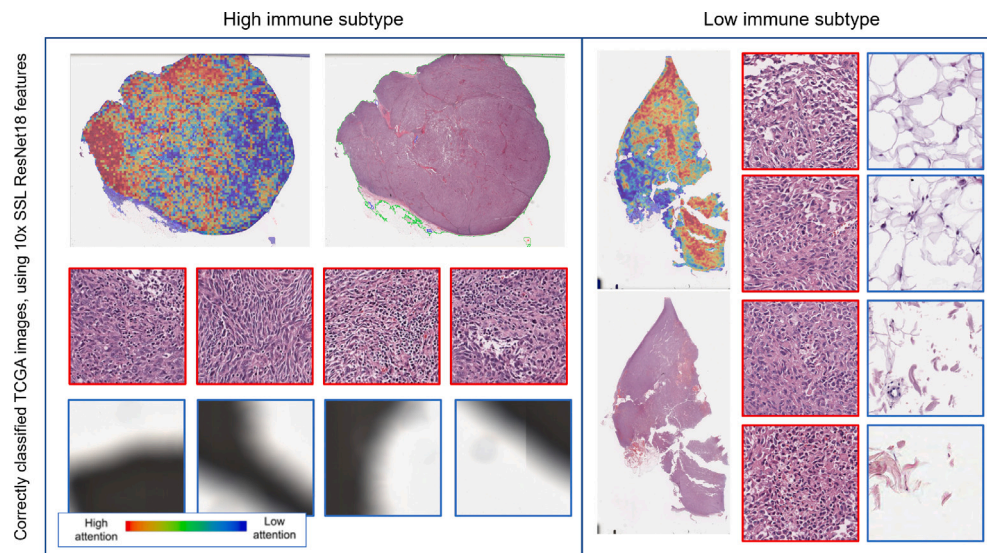 High immune subtype
Low immune subtype
Correctly classified TCGA images, using 10x SSL ResNet18 features
High attention
Low attention